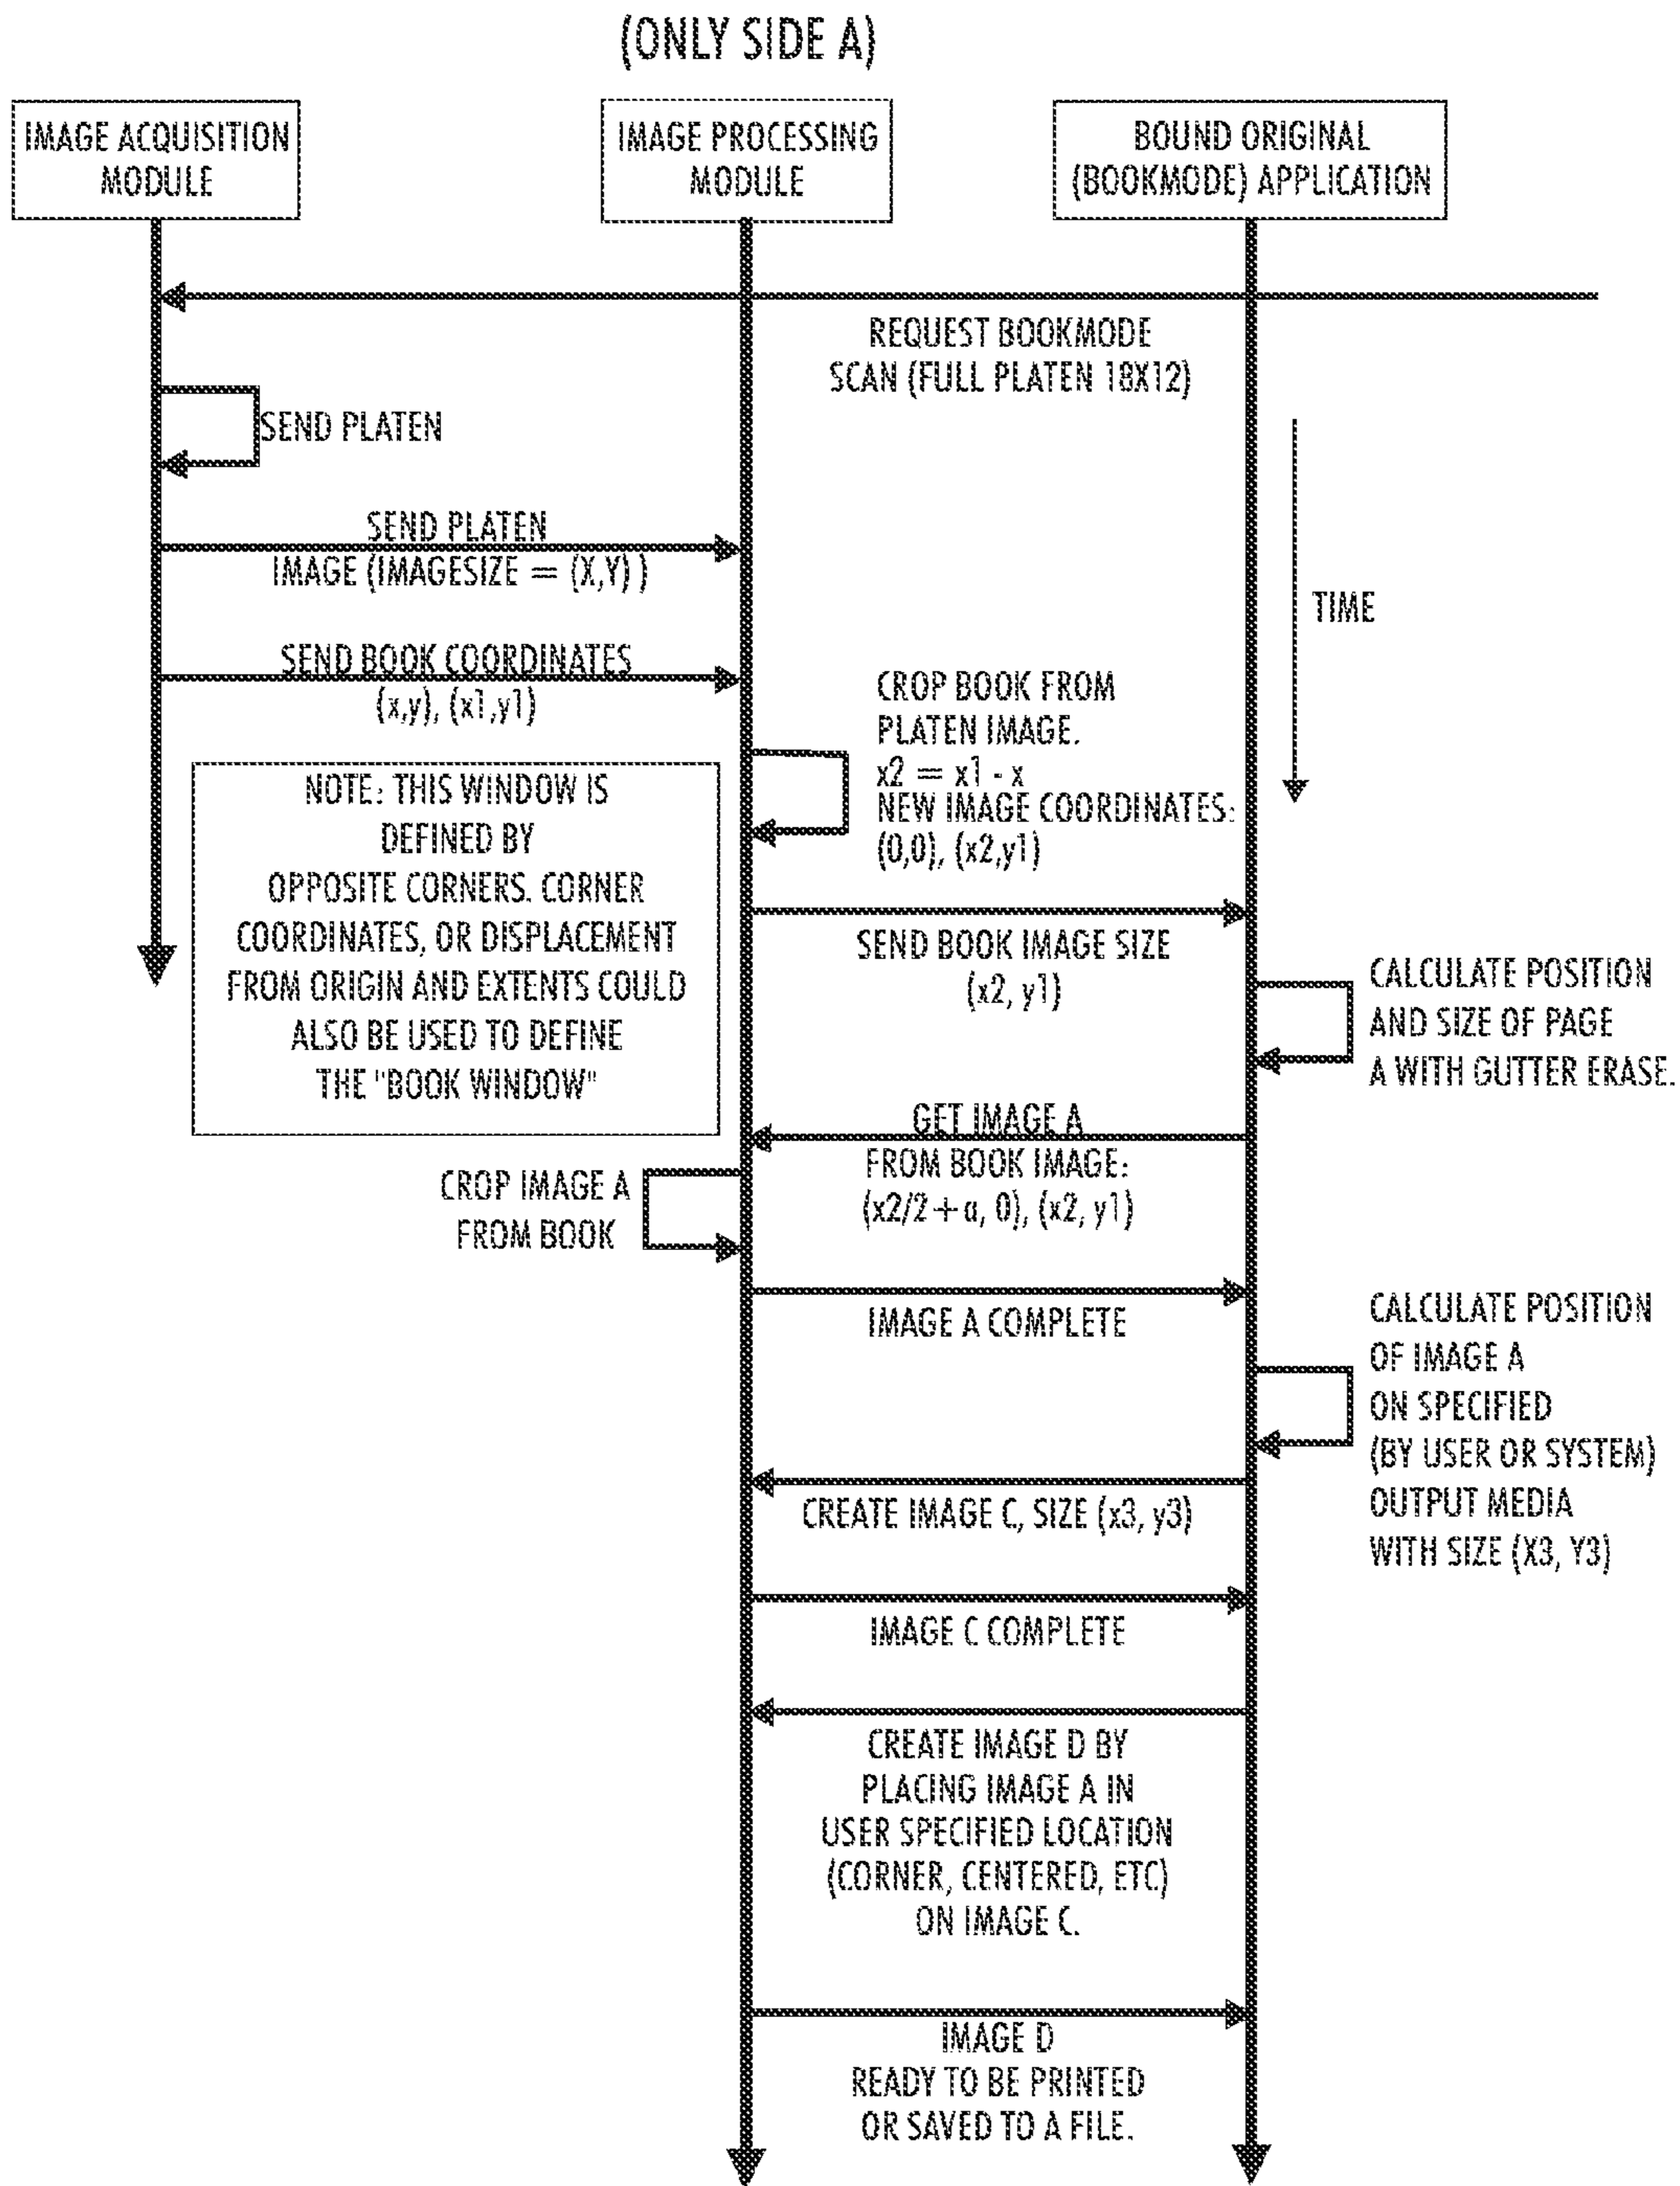 (ONLY SIDE A)
IMAGE ACQUISITION
MODULE
IMAGE PROCESSING
MODULE
BOUND ORIGINAL
(BOOKMODE) APPLICATION
REQUEST BOOKMODE
SCAN (FULL PLATEN 18X12)
SEND PLATEN
SEND PLATEN
IMAGE (IMAGESIZE = (X,Y) )
TIME
SEND BOOK COORDINATES
(x,y), (x1,y1)
CROP BOOK FROM
PLATEN IMAGE.
x2 = x1 - x
NEW IMAGE COORDINATES:
(0,0), (x2,y1)
NOTE: THIS WINDOW IS
DEFINED BY
OPPOSITE CORNERS. CORNER
COORDINATES, OR DISPLACEMENT
FROM ORIGIN AND EXTENTS COULD
ALSO BE USED TO DEFINE
THE "BOOK WINDOW"
SEND BOOK IMAGE SIZE
(x2, y1)
CALCULATE POSITION
AND SIZE OF PAGE
A WITH GUTTER ERASE.
GET IMAGE A
FROM BOOK IMAGE:
(x2/2+a, 0), (x2, y1)
CROP IMAGE A
FROM BOOK
IMAGE A COMPLETE
CALCULATE POSITION
OF IMAGE A
ON SPECIFIED
(BY USER OR SYSTEM)
OUTPUT MEDIA
WITH SIZE (X3, Y3)
CREATE IMAGE C, SIZE (x3, y3)
IMAGE C COMPLETE
CREATE IMAGE D BY
PLACING IMAGE A IN
USER SPECIFIED LOCATION
(CORNER, CENTERED, ETC)
ON IMAGE C.
IMAGE D
READY TO BE PRINTED
OR SAVED TO A FILE.